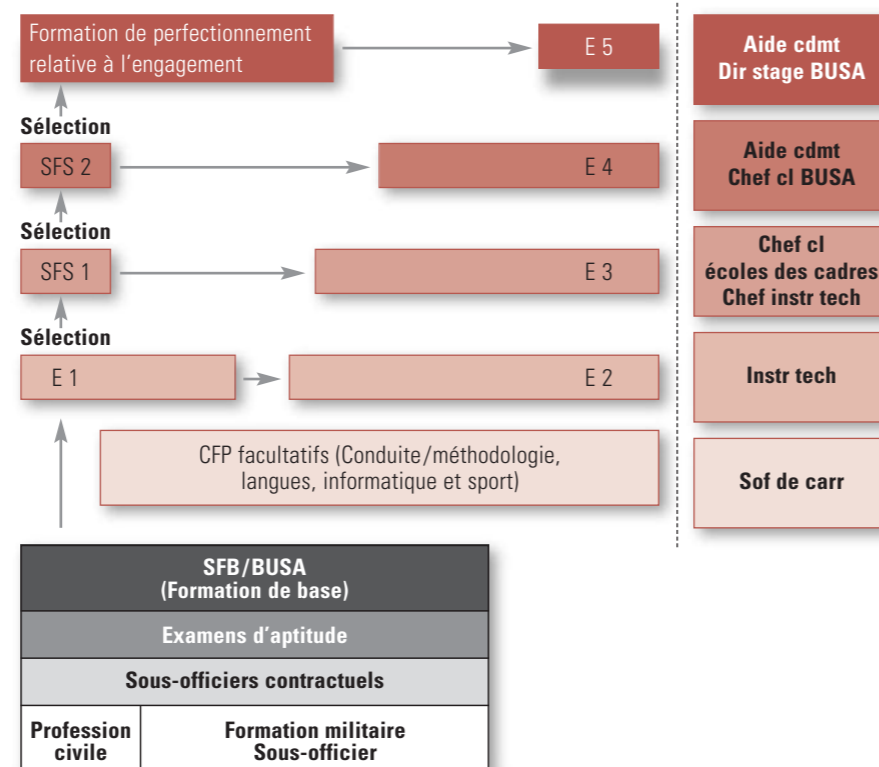 Formation de perfectionnement
relative à l'engagement
E 5
Aide cdmt
Dir stage BUSA
Sélection
SFS 2
E 4
Aide cdmt
Chef cl BUSA
Sélection
SFS 1
E 3
Chef cl
écoles des cadres
Chef instr tech
Sélection
E 1
E 2
Instr tech
CFP facultatifs (Conduite/méthodologie,
langues, informatique et sport)
Sof de carr
SFB/BUSA
(Formation de base)
Examens d'aptitude
Sous-officiers contractuels
Profession
civile
Formation militaire
Sous-officier